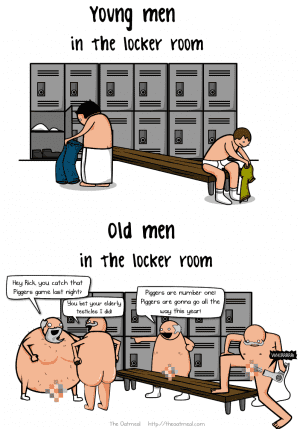 Young men
in the locker room
Old men
in the locker room
Hey Rick, you catch that
Piggers game last night?
You bet your elderly
testicles I did!
Piggers are number one!
Piggers are gonna go all the
way this year!
The Oatmeal http://theoatmeal.com